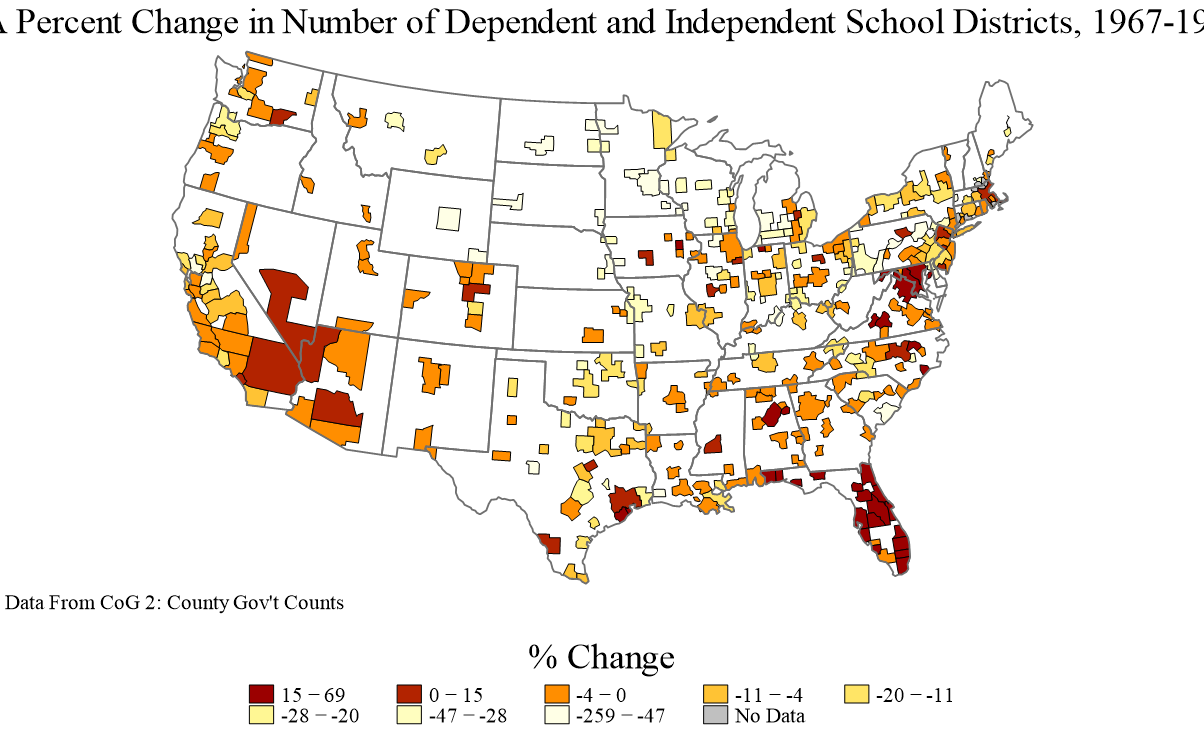 Percent Change in Number of Dependent and Independent School Districts, 1967-19
Data From CoG 2: County Gov't Counts
% Change
15 – 69
0 – 15
-4 – 0
-11 – -4
-20 – -11
-28 – -20
-47 – -28
-259 – -47
No Data